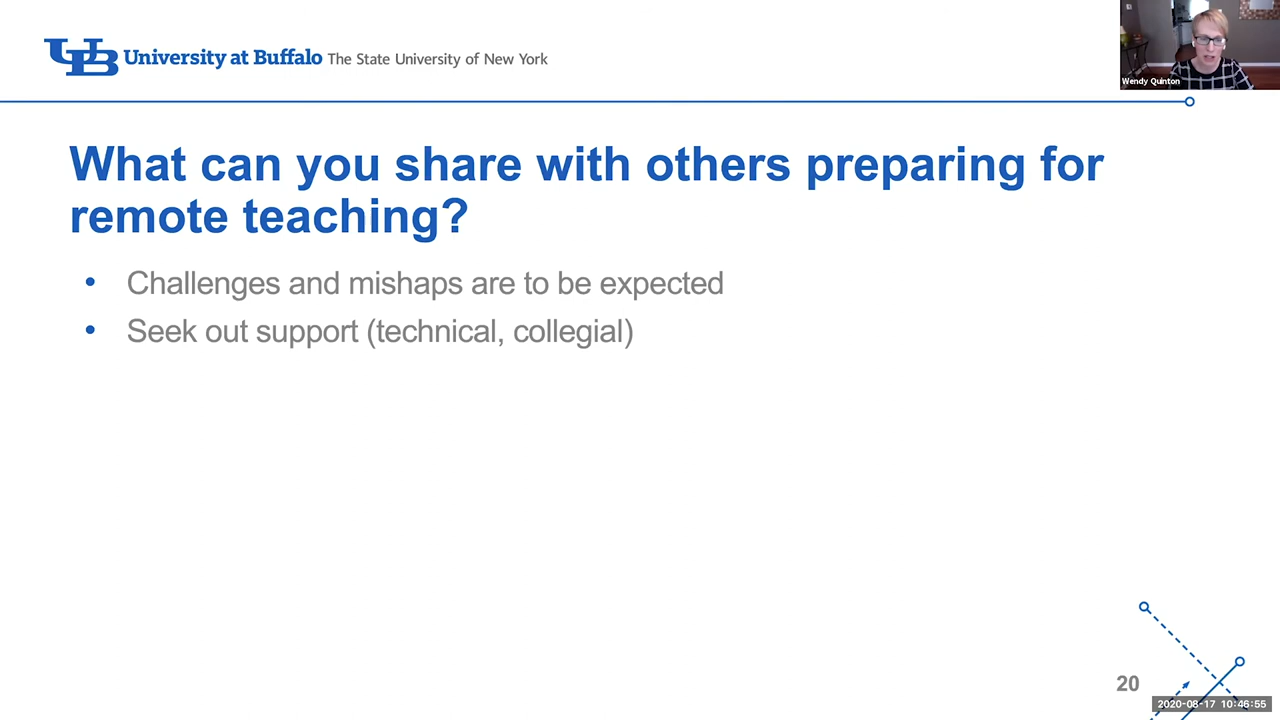 University at Buffalo The State University of New York
Wendy Quinton
What can you share with others preparing for
remote teaching?
• Challenges and mishaps are to be expected
• Seek out support (technical, collegial)
20
2020-08-17 10:46:55